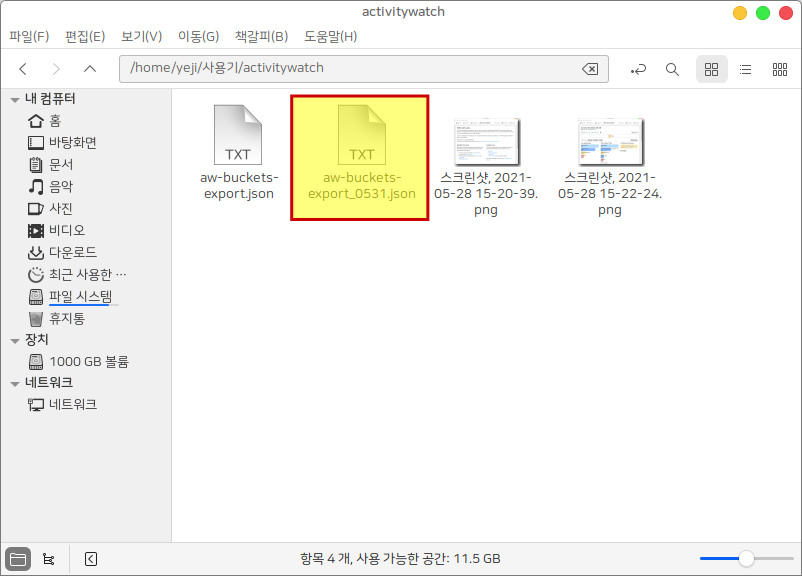 activitywatch
파일(F) 편집(E) 보기(V) 이동(G) 책갈피(B) 도움말(H)
/home/yeji/사용기/activitywatch
내 컴퓨터
홈
바탕화면
문서
음악
사진
비디오
다운로드
최근 사용한 …
파일 시스템
휴지통
장치
1000 GB 볼륨
네트워크
네트워크
TXT
aw-buckets-
export.json
TXT
aw-buckets-
export_0531.json
스크린샷, 2021-
05-28 15-20-39.
png
스크린샷, 2021-
05-28 15-22-24.
png
항목 4 개, 사용 가능한 공간: 11.5 GB